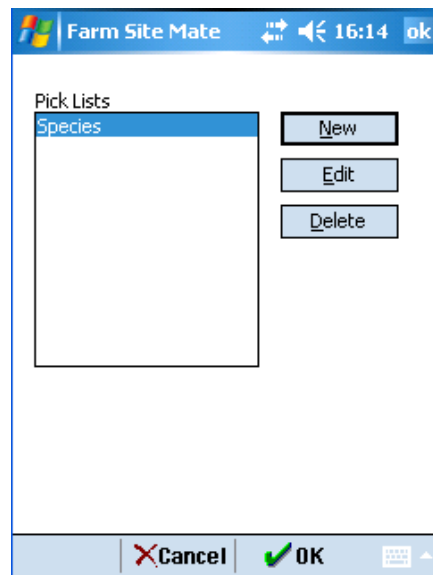 Farm Site Mate 16:14 ok
Pick Lists
Species
New
Edit
Delete
Cancel OK